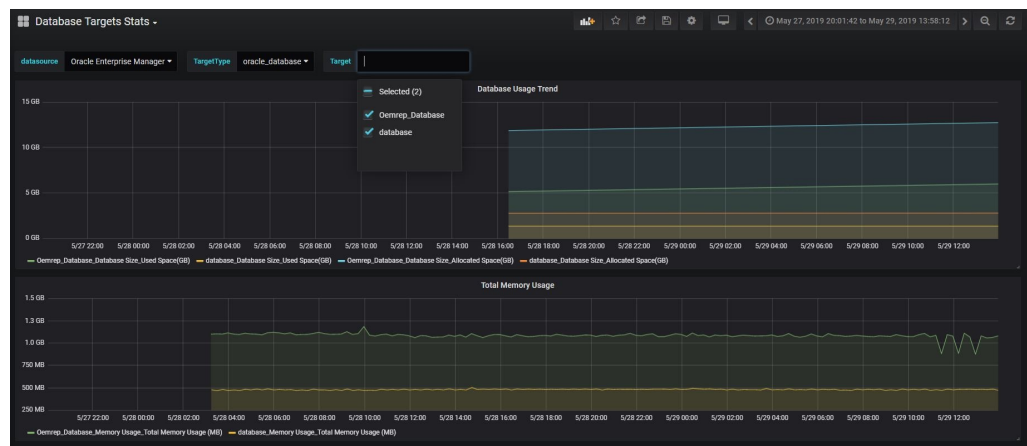 Database Targets Stats
May 27, 2019 20:01:42 to May 29, 2019 13:58:12
datasource Oracle Enterprise Manager TargetType oracle_database Target
Selected (2)
Oemrep_Database
database
Database Usage Trend
15 GB
10 GB
5 GB
0 GB
5/27 22:00 5/28 00:00 5/28 02:00 5/28 04:00 5/28 06:00 5/28 08:00 5/28 10:00 5/28 12:00 5/28 14:00 5/28 16:00 5/28 18:00 5/28 20:00 5/28 22:00 5/29 00:00 5/29 02:00 5/29 04:00 5/29 06:00 5/29 08:00 5/29 10:00 5/29 12:00
Oemrep_Database_Database Size_Used Space(GB) database_Database Size_Used Space(GB) Oemrep_Database_Database Size_Allocated Space(GB) database_Database Size_Allocated Space(GB)
Total Memory Usage
1.5 GB
1.3 GB
1.0 GB
750 MB
500 MB
250 MB
5/27 22:00 5/28 00:00 5/28 02:00 5/28 04:00 5/28 06:00 5/28 08:00 5/28 10:00 5/28 12:00 5/28 14:00 5/28 16:00 5/28 18:00 5/28 20:00 5/28 22:00 5/29 00:00 5/29 02:00 5/29 04:00 5/29 06:00 5/29 08:00 5/29 10:00 5/29 12:00
Oemrep_Database_Memory Usage_Total Memory Usage (MB) database_Memory Usage_Total Memory Usage (MB)